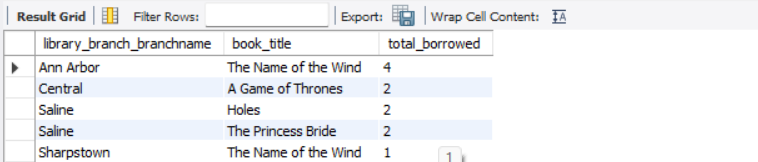 Result Grid Filter Rows: Export: Wrap Cell Content: IA
library_branch_branchname book_title total_borrowed
Ann Arbor The Name of the Wind 4
Central A Game of Thrones 2
Saline Holes 2
Saline The Princess Bride 2
Sharpstown The Name of the Wind 1
1